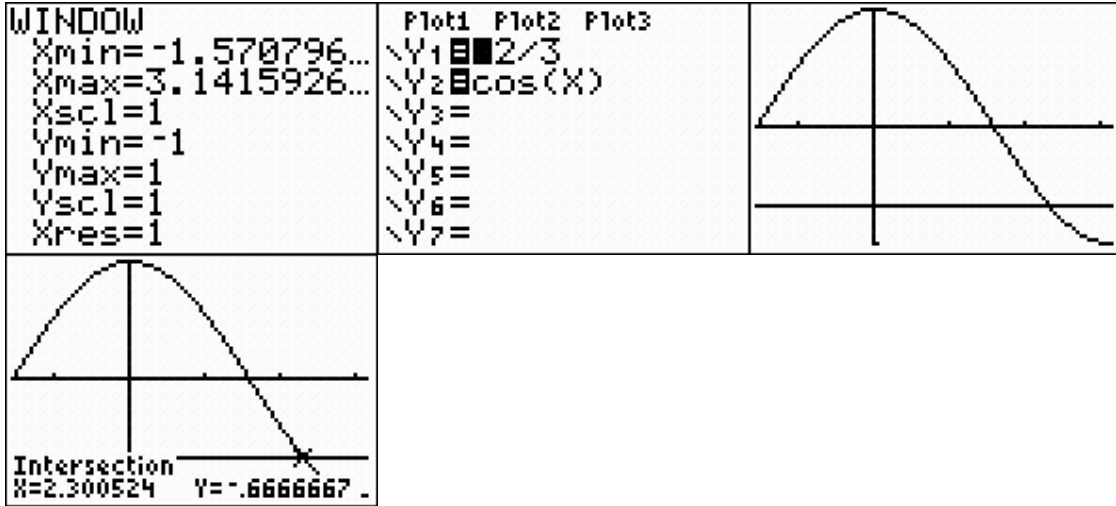 WINDOW
Xmin=-1.570796...
Xmax=3.1415926...
Xscl=1
Ymin=-1
Ymax=1
Yscl=1
Xres=1
Plot1 Plot2 Plot3
\Y1=█2/3
\Y2=cos(X)
\Y3=
\Y4=
\Y5=
\Y6=
\Y7=
Intersection
X=2.300524 Y=-.6666667